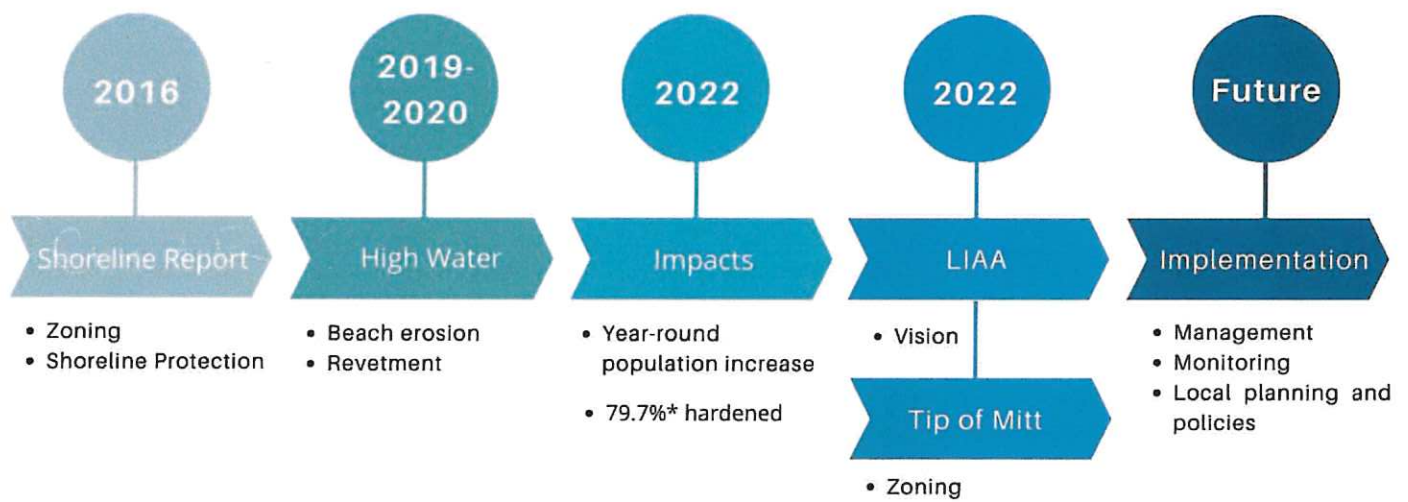 2016
2019-
2020
2022
2022
Future
Shoreline Report
High Water
Impacts
LIAA
Implementation
• Zoning
• Shoreline Protection
• Beach erosion
• Revetment
• Year-round
population increase
• 79.7%* hardened
• Vision
Tip of Mitt
• Zoning
• Management
• Monitoring
• Local planning and
policies